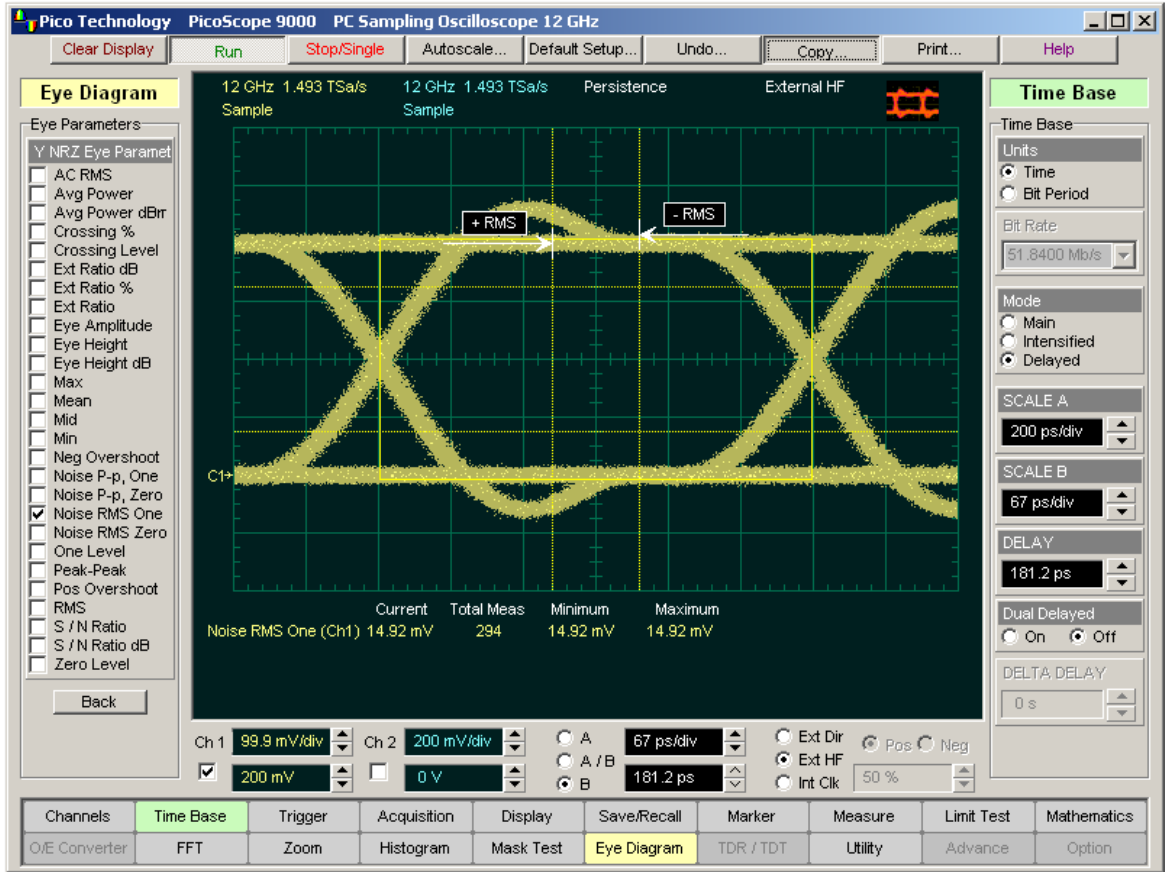 Pico Technology PicoScope 9000 PC Sampling Oscilloscope 12 GHz
Clear Display Run Stop/Single Autoscale... Default Setup... Undo... Copy... Print... Help
Eye Diagram
Eye Parameters
Y NRZ Eye Paramet
AC RMS
Avg Power
Avg Power dBm
Crossing %
Crossing Level
Ext Ratio dB
Ext Ratio %
Ext Ratio
Eye Amplitude
Eye Height
Eye Height dB
Max
Mean
Mid
Min
Neg Overshoot
Noise P-p, One
Noise P-p, Zero
Noise RMS One
Noise RMS Zero
One Level
Peak-Peak
Pos Overshoot
RMS
S / N Ratio
S / N Ratio dB
Zero Level
Back
12 GHz 1.493 TSa/s 12 GHz 1.493 TSa/s Persistence External HF
Sample Sample
+ RMS - RMS
C1
Current Total Meas Minimum Maximum
Noise RMS One (Ch1) 14.92 mV 294 14.92 mV 14.92 mV
Time Base
Time Base
Units
Time
Bit Period
Bit Rate
51.8400 Mb/s
Mode
Main
Intensified
Delayed
SCALE A
200 ps/div
SCALE B
67 ps/div
DELAY
181.2 ps
Dual Delayed
On Off
DELTA DELAY
0 s
Ch 1 99.9 mV/div Ch 2 200 mV/div A 67 ps/div Ext Dir Pos Neg
A / B Ext HF
200 mV 0 V B 181.2 ps Int Clk 50 %
Channels Time Base Trigger Acquisition Display Save/Recall Marker Measure Limit Test Mathematics
O/E Converter FFT Zoom Histogram Mask Test Eye Diagram TDR / TDT Utility Advance Option